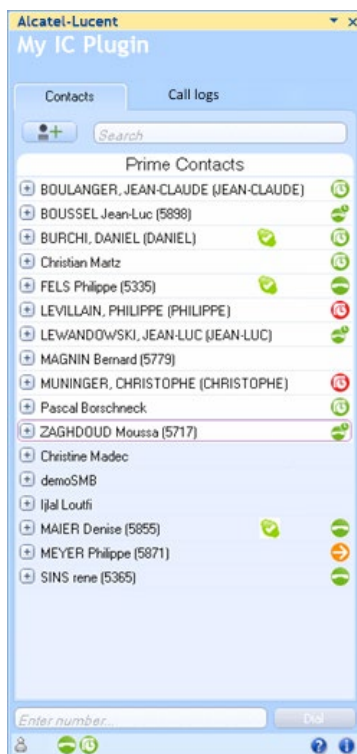 Alcatel-Lucent
My IC Plugin
Contacts
Call logs
Search
Prime Contacts
BOULANGER, JEAN-CLAUDE (JEAN-CLAUDE)
BOUSSEL Jean-Luc (5898)
BURCHI, DANIEL (DANIEL)
Christian Martz
FELS Philippe (5335)
LEVILLAIN, PHILIPPE (PHILIPPE)
LEWANDOWSKI, JEAN-LUC (JEAN-LUC)
MAGNIN Bernard (5779)
MUNINGER, CHRISTOPHE (CHRISTOPHE)
Pascal Borschneck
ZAGHDOUD Moussa (5717)
Christine Madec
demoSMB
Ijlal Loutfi
MAIER Denise (5855)
MEYER Philippe (5871)
SINS rene (5365)
Enter number...
Dial